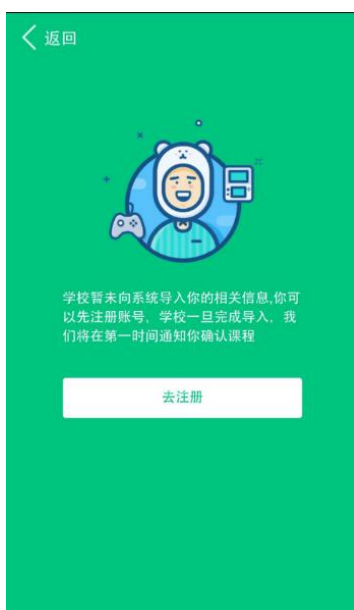 返回
学校暂未向系统导入你的相关信息,你可
以先注册账号，学校一旦完成导入，我
们将在第一时间通知你确认课程
去注册